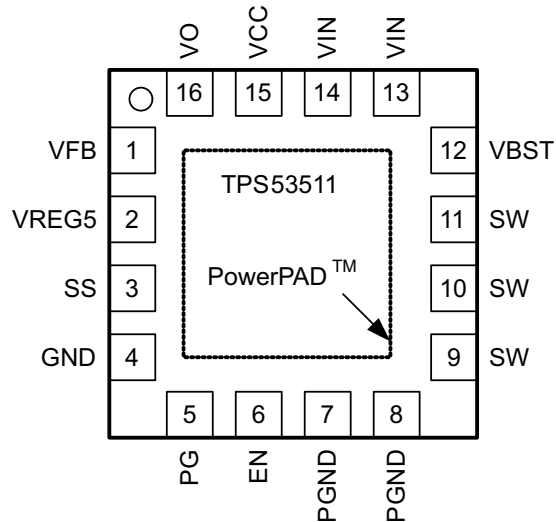 VO
VCC
VIN
VIN
16
15
14
13
VFB
1
12
VBST
TPS53511
VREG5
2
11
SW
PowerPAD™
SS
3
10
SW
GND
4
9
SW
5
6
7
8
PG
EN
PGND
PGND